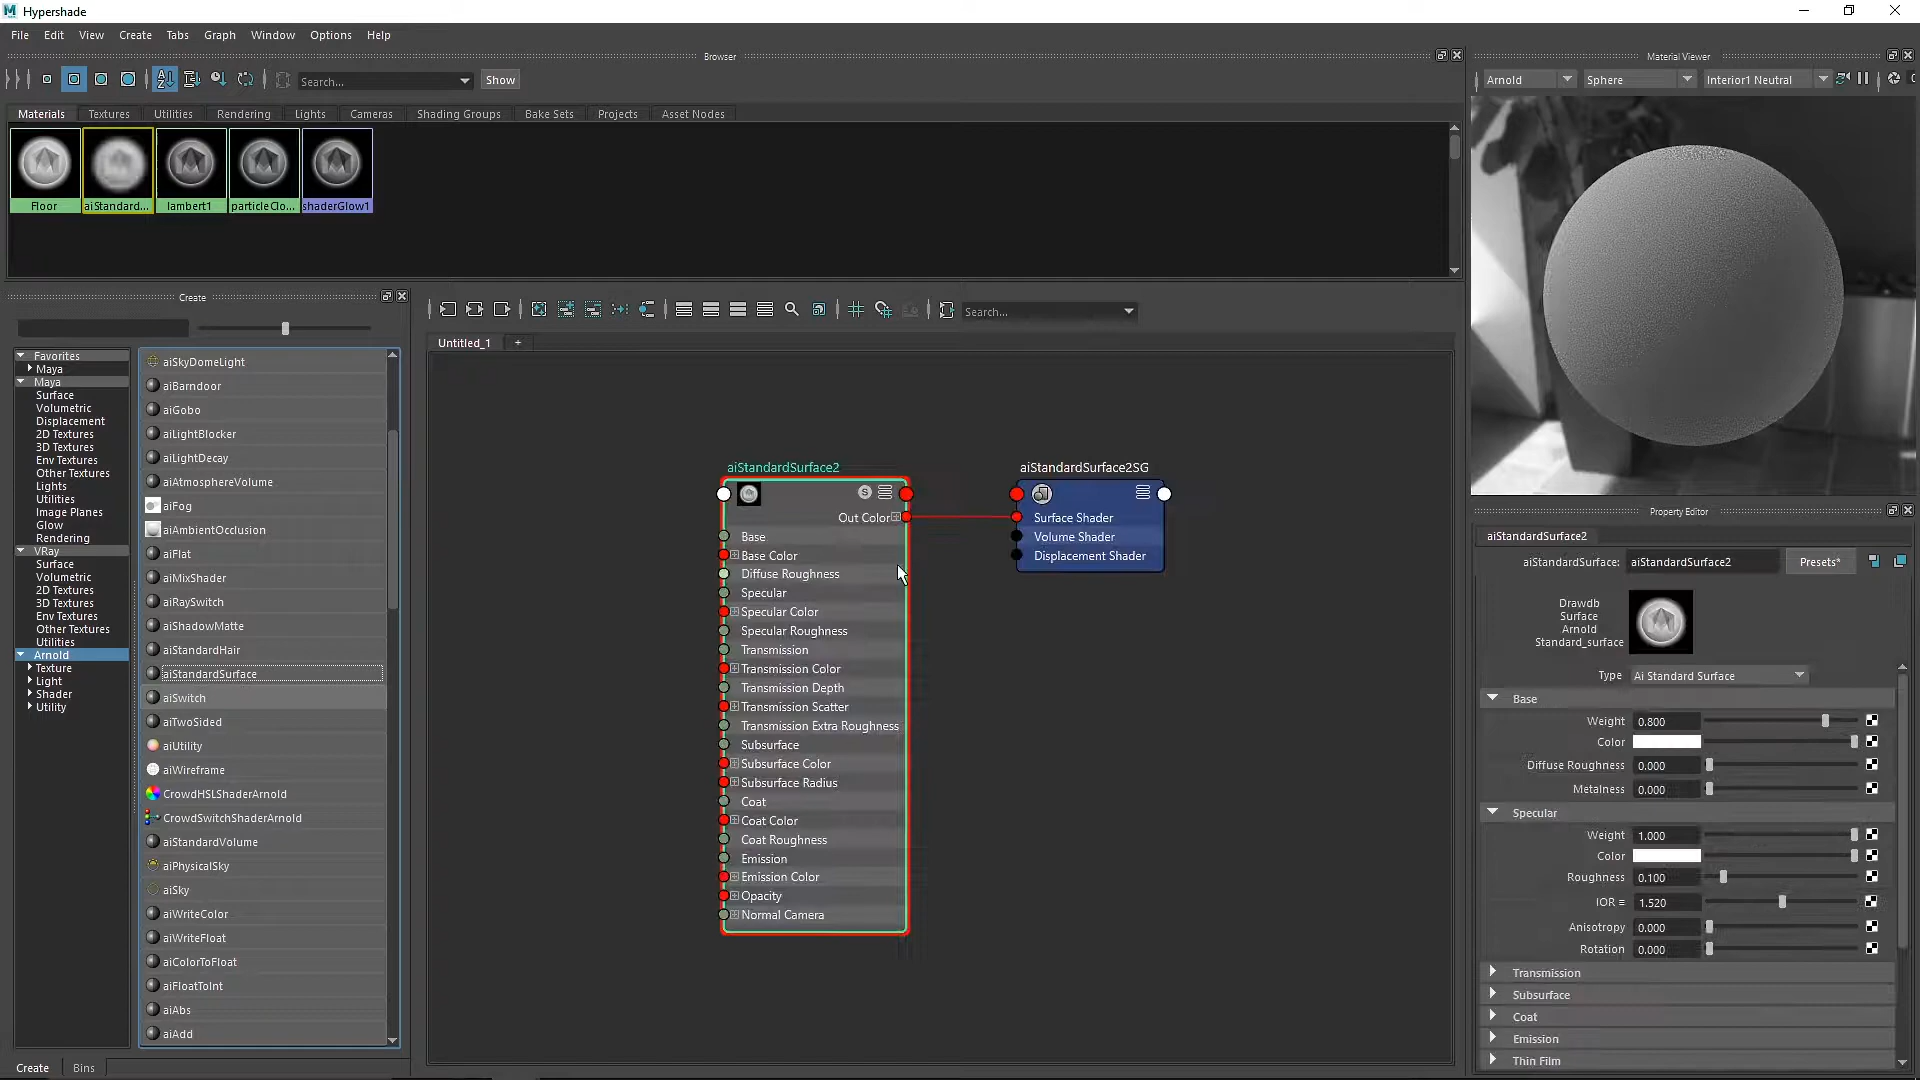 Hypershade
File Edit View Create Tabs Graph Window Options Help
Browser
Search...
Show
Materials Textures Utilities Rendering Lights Cameras Shading Groups Bake Sets Projects Asset Nodes
Floor aiStandard... lambert1 particleClo... shaderGlow1
Create
Favorites
Maya
Maya
Surface
Volumetric
Displacement
2D Textures
3D Textures
Env Textures
Other Textures
Lights
Utilities
Image Planes
Glow
Rendering
VRay
Surface
Volumetric
2D Textures
3D Textures
Env Textures
Other Textures
Utilities
Arnold
Texture
Light
Shader
Utility
aiSkyDomeLight
aiBarndoor
aiGobo
aiLightBlocker
aiLightDecay
aiAtmosphereVolume
aiFog
aiAmbientOcclusion
aiFlat
aiMixShader
aiRaySwitch
aiShadowMatte
aiStandardHair
aiStandardSurface
aiSwitch
aiTwoSided
aiUtility
aiWireframe
CrowdHSLShaderArnold
CrowdSwitchShaderArnold
aiStandardVolume
aiPhysicalSky
aiSky
aiWriteColor
aiWriteFloat
aiColorToFloat
aiFloatToInt
aiAbs
aiAdd
Create Bins
Search...
Untitled_1 +
aiStandardSurface2
S
Out Color
Base
Base Color
Diffuse Roughness
Specular
Specular Color
Specular Roughness
Transmission
Transmission Color
Transmission Depth
Transmission Scatter
Transmission Extra Roughness
Subsurface
Subsurface Color
Subsurface Radius
Coat
Coat Color
Coat Roughness
Emission
Emission Color
Opacity
Normal Camera
aiStandardSurface2SG
Surface Shader
Volume Shader
Displacement Shader
Material Viewer
Arnold Sphere Interior1 Neutral
Property Editor
aiStandardSurface2
aiStandardSurface: aiStandardSurface2 Presets*
Drawdb
Surface
Arnold
Standard_surface
Type Ai Standard Surface
Base
Weight 0.800
Color
Diffuse Roughness 0.000
Metalness 0.000
Specular
Weight 1.000
Color
Roughness 0.100
IOR = 1.520
Anisotropy 0.000
Rotation 0.000
Transmission
Subsurface
Coat
Emission
Thin Film